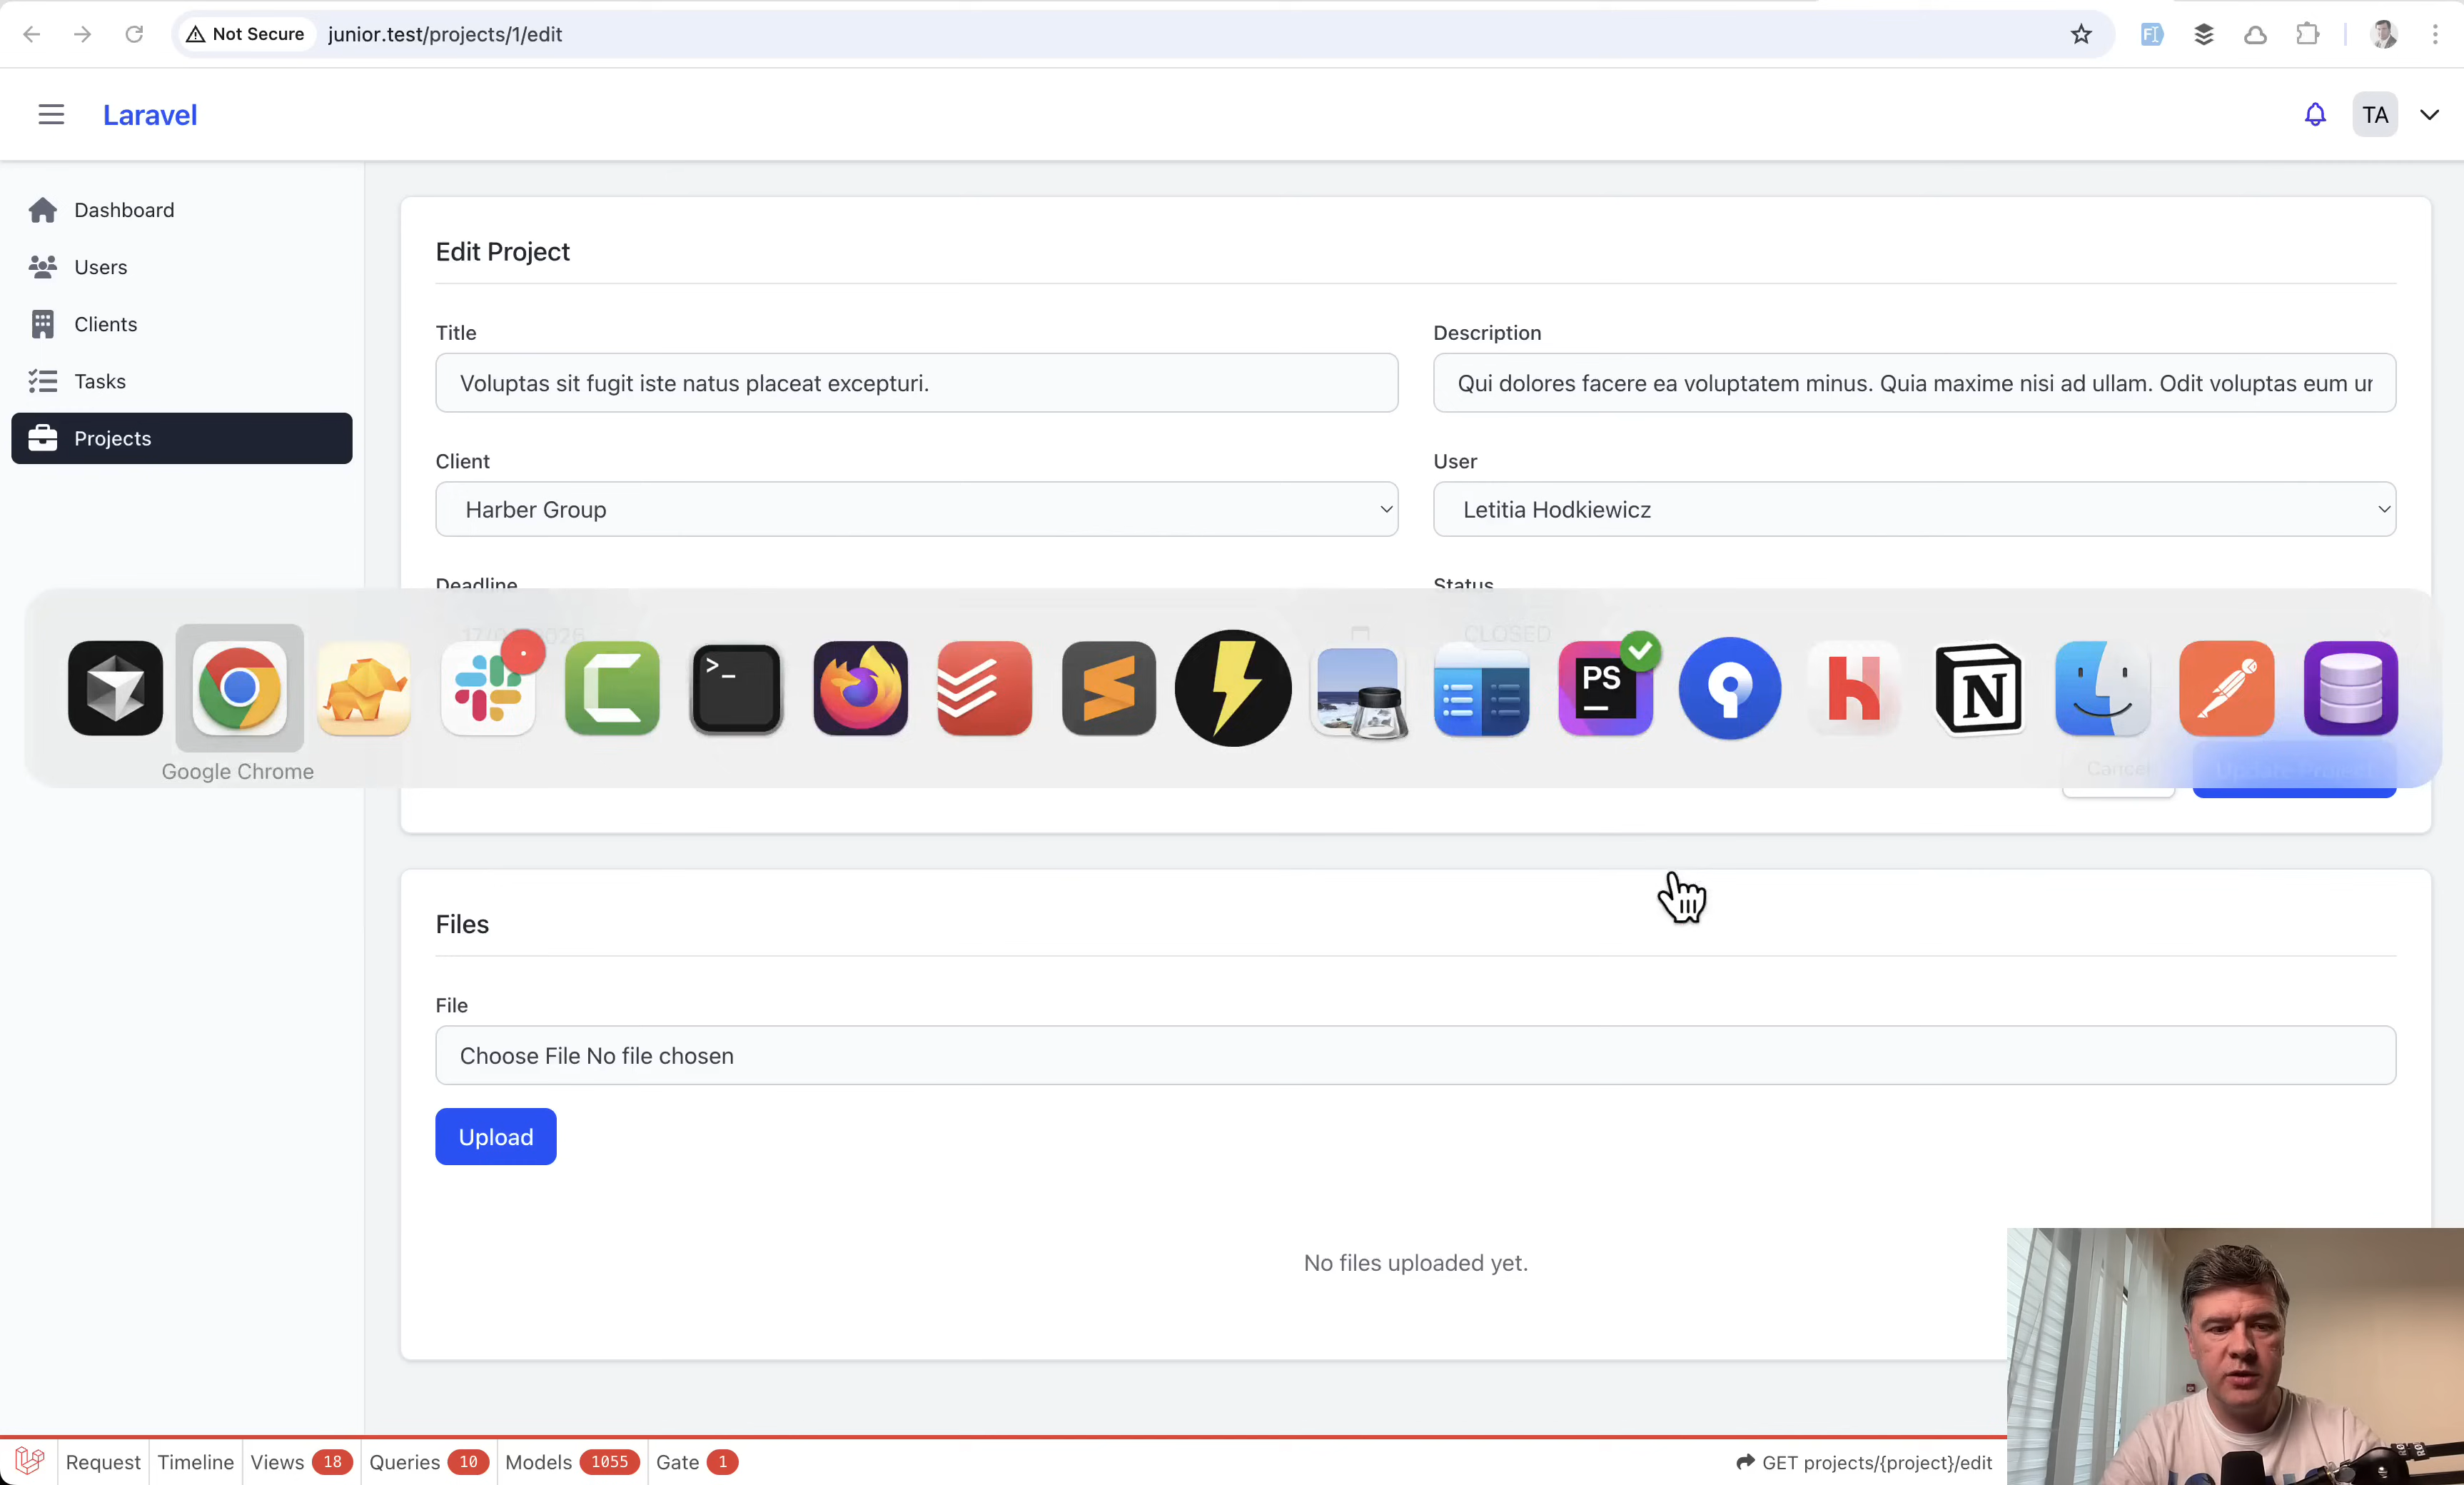 Not Secure junior.test/projects/1/edit
Laravel
TA
Dashboard
Users
Clients
Tasks
Projects
Edit Project
Title
Description
Voluptas sit fugit iste natus placeat excepturi.
Qui dolores facere ea voluptatem minus. Quia maxime nisi ad ullam. Odit voluptas eum ur
Client
User
Harber Group
Letitia Hodkiewicz
Deadline
Status
CLOSED
PS
Google Chrome
Cancel
Update Project
Files
File
Choose File No file chosen
Upload
No files uploaded yet.
Request Timeline Views 18 Queries 10 Models 1055 Gate 1
GET projects/{project}/edit